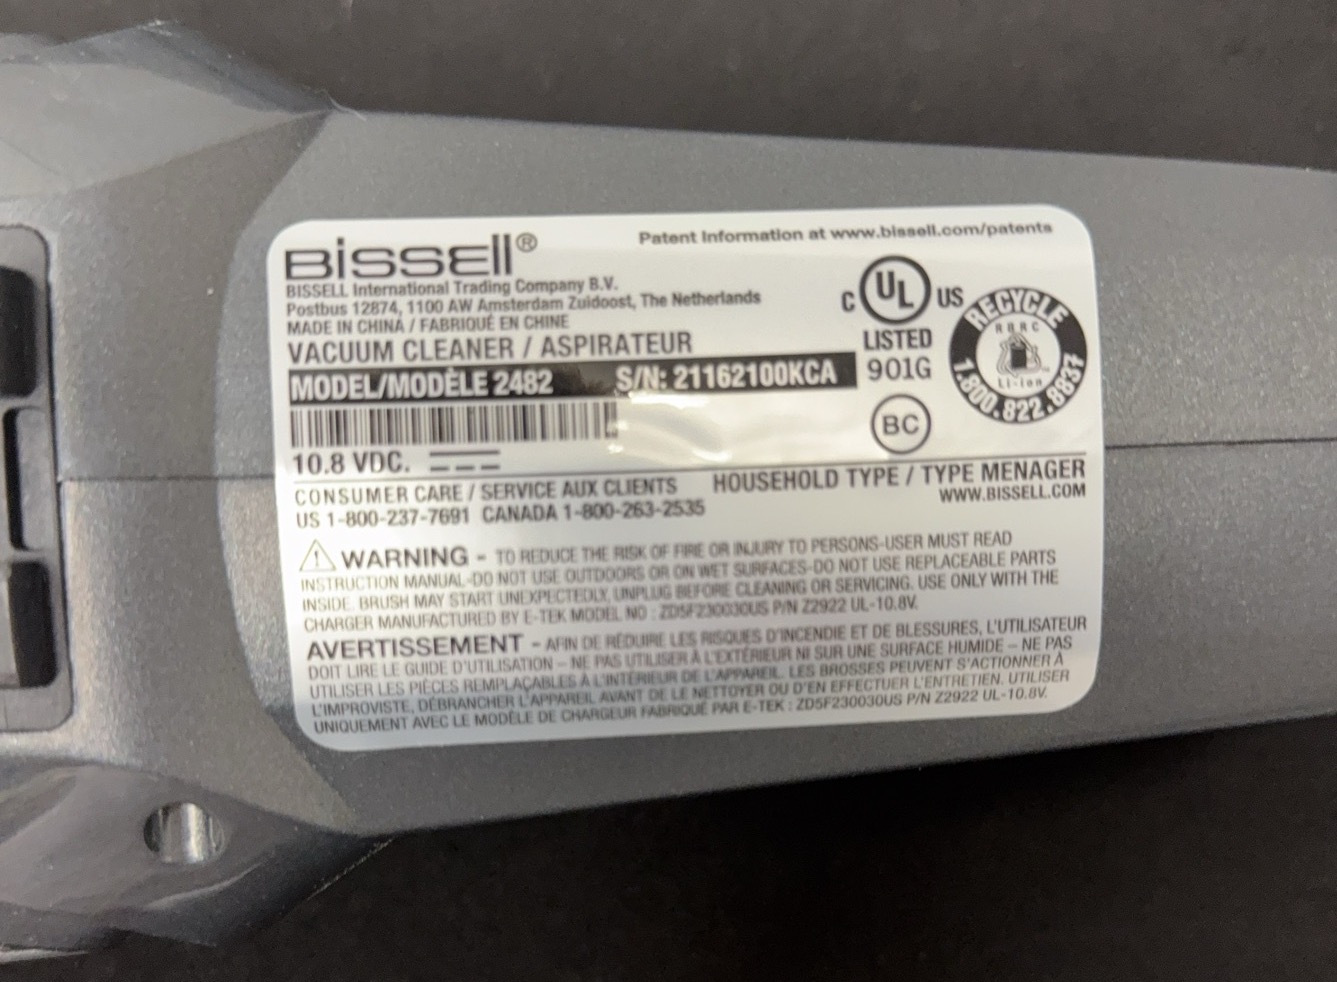 BISSELL®
Patent Information at www.bissell.com/patents
BISSELL International Trading Company B.V.
Postbus 12874, 1100 AW Amsterdam Zuidoost, The Netherlands
MADE IN CHINA / FABRIQUÉ EN CHINE
VACUUM CLEANER / ASPIRATEUR
MODEL/MODÈLE 2482 S/N: 21162100KCA
10.8 VDC.
C UL US
LISTED
901G
BC
RECYCLE
RBRC
Li-ion
1.800.822.8837
CONSUMER CARE / SERVICE AUX CLIENTS
US 1-800-237-7691 CANADA 1-800-263-2535
HOUSEHOLD TYPE / TYPE MENAGER
WWW.BISSELL.COM
WARNING - TO REDUCE THE RISK OF FIRE OR INJURY TO PERSONS-USER MUST READ
INSTRUCTION MANUAL-DO NOT USE OUTDOORS OR ON WET SURFACES-DO NOT USE REPLACEABLE PARTS
INSIDE. BRUSH MAY START UNEXPECTEDLY, UNPLUG BEFORE CLEANING OR SERVICING. USE ONLY WITH THE
CHARGER MANUFACTURED BY E-TEK MODEL NO : ZD5F230030US P/N Z2922 UL-10.8V.
AVERTISSEMENT - AFIN DE RÉDUIRE LES RISQUES D'INCENDIE ET DE BLESSURES, L'UTILISATEUR
DOIT LIRE LE GUIDE D'UTILISATION – NE PAS UTILISER À L'EXTÉRIEUR NI SUR UNE SURFACE HUMIDE – NE PAS
UTILISER LES PIÈCES REMPLAÇABLES À L'INTÉRIEUR DE L'APPAREIL. LES BROSSES PEUVENT S'ACTIONNER À
L'IMPROVISTE, DÉBRANCHER L'APPAREIL AVANT DE LE NETTOYER OU D'EN EFFECTUER L'ENTRETIEN. UTILISER
UNIQUEMENT AVEC LE MODÈLE DE CHARGEUR FABRIQUÉ PAR E-TEK : ZD5F230030US P/N Z2922 UL-10.8V.